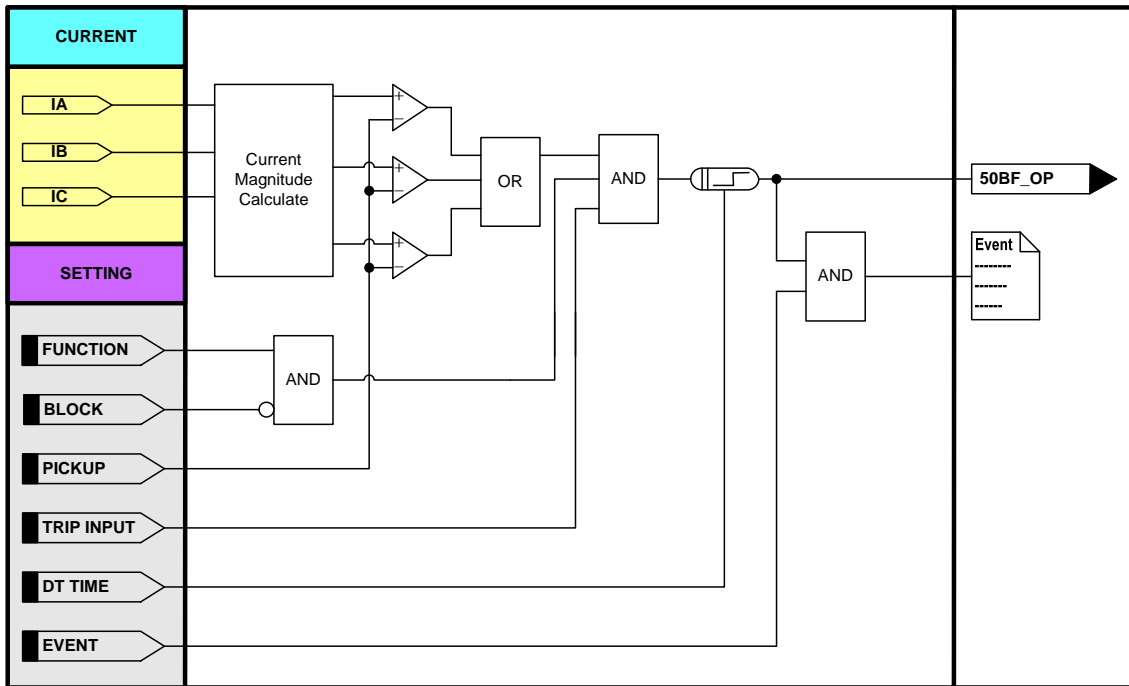 CURRENT
IA
IB
IC
Current
Magnitude
Calculate
+
−
+
−
+
−
OR
AND
50BF_OP
Event
AND
SETTING
FUNCTION
BLOCK
AND
PICKUP
TRIP INPUT
DT TIME
EVENT